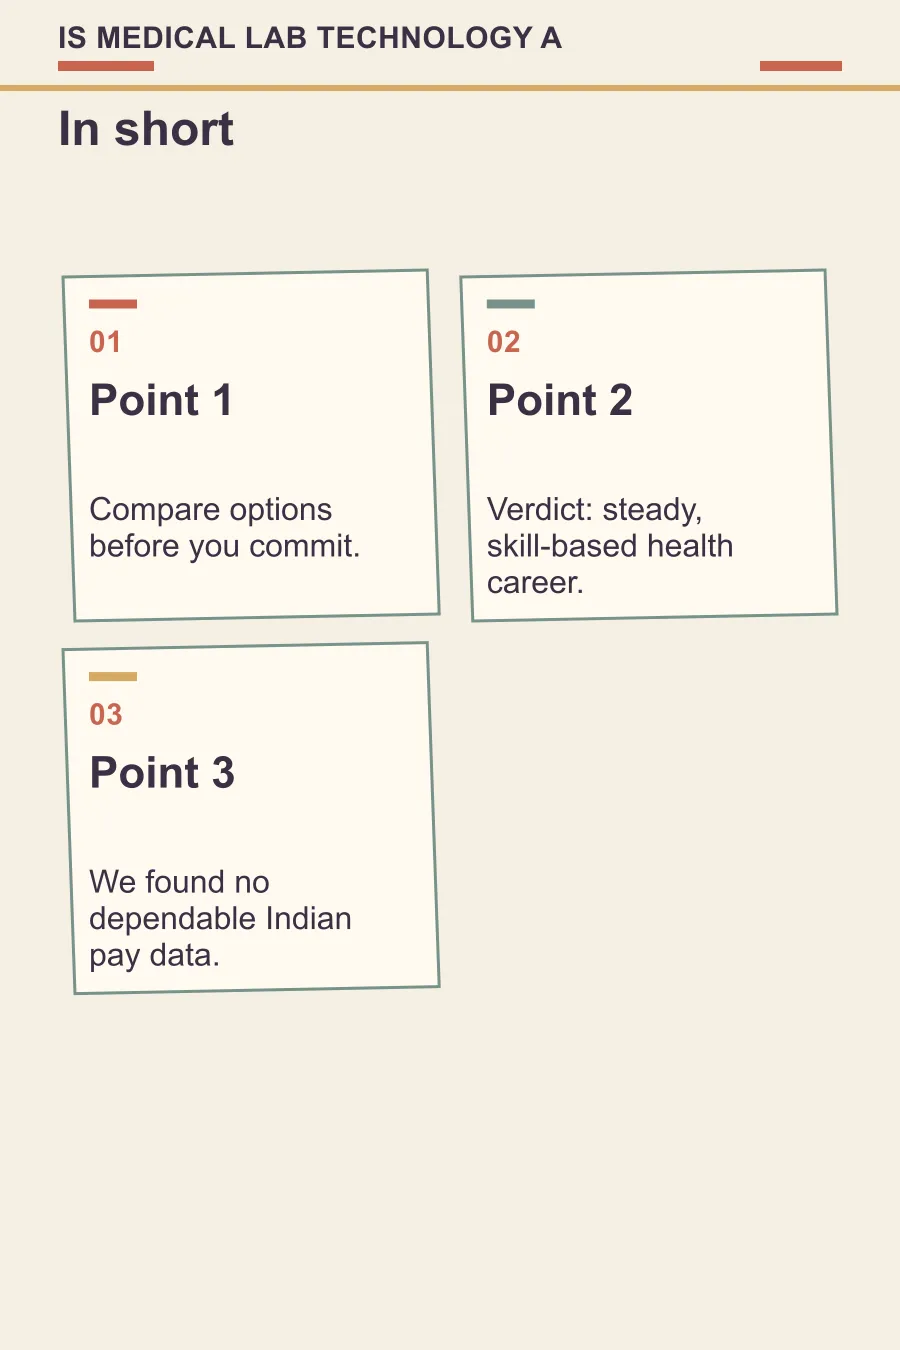 IS MEDICAL LAB TECHNOLOGY A
In short
01
Point 1
Compare options
before you commit.
02
Point 2
Verdict: steady,
skill-based health
career.
03
Point 3
We found no
dependable Indian
pay data.